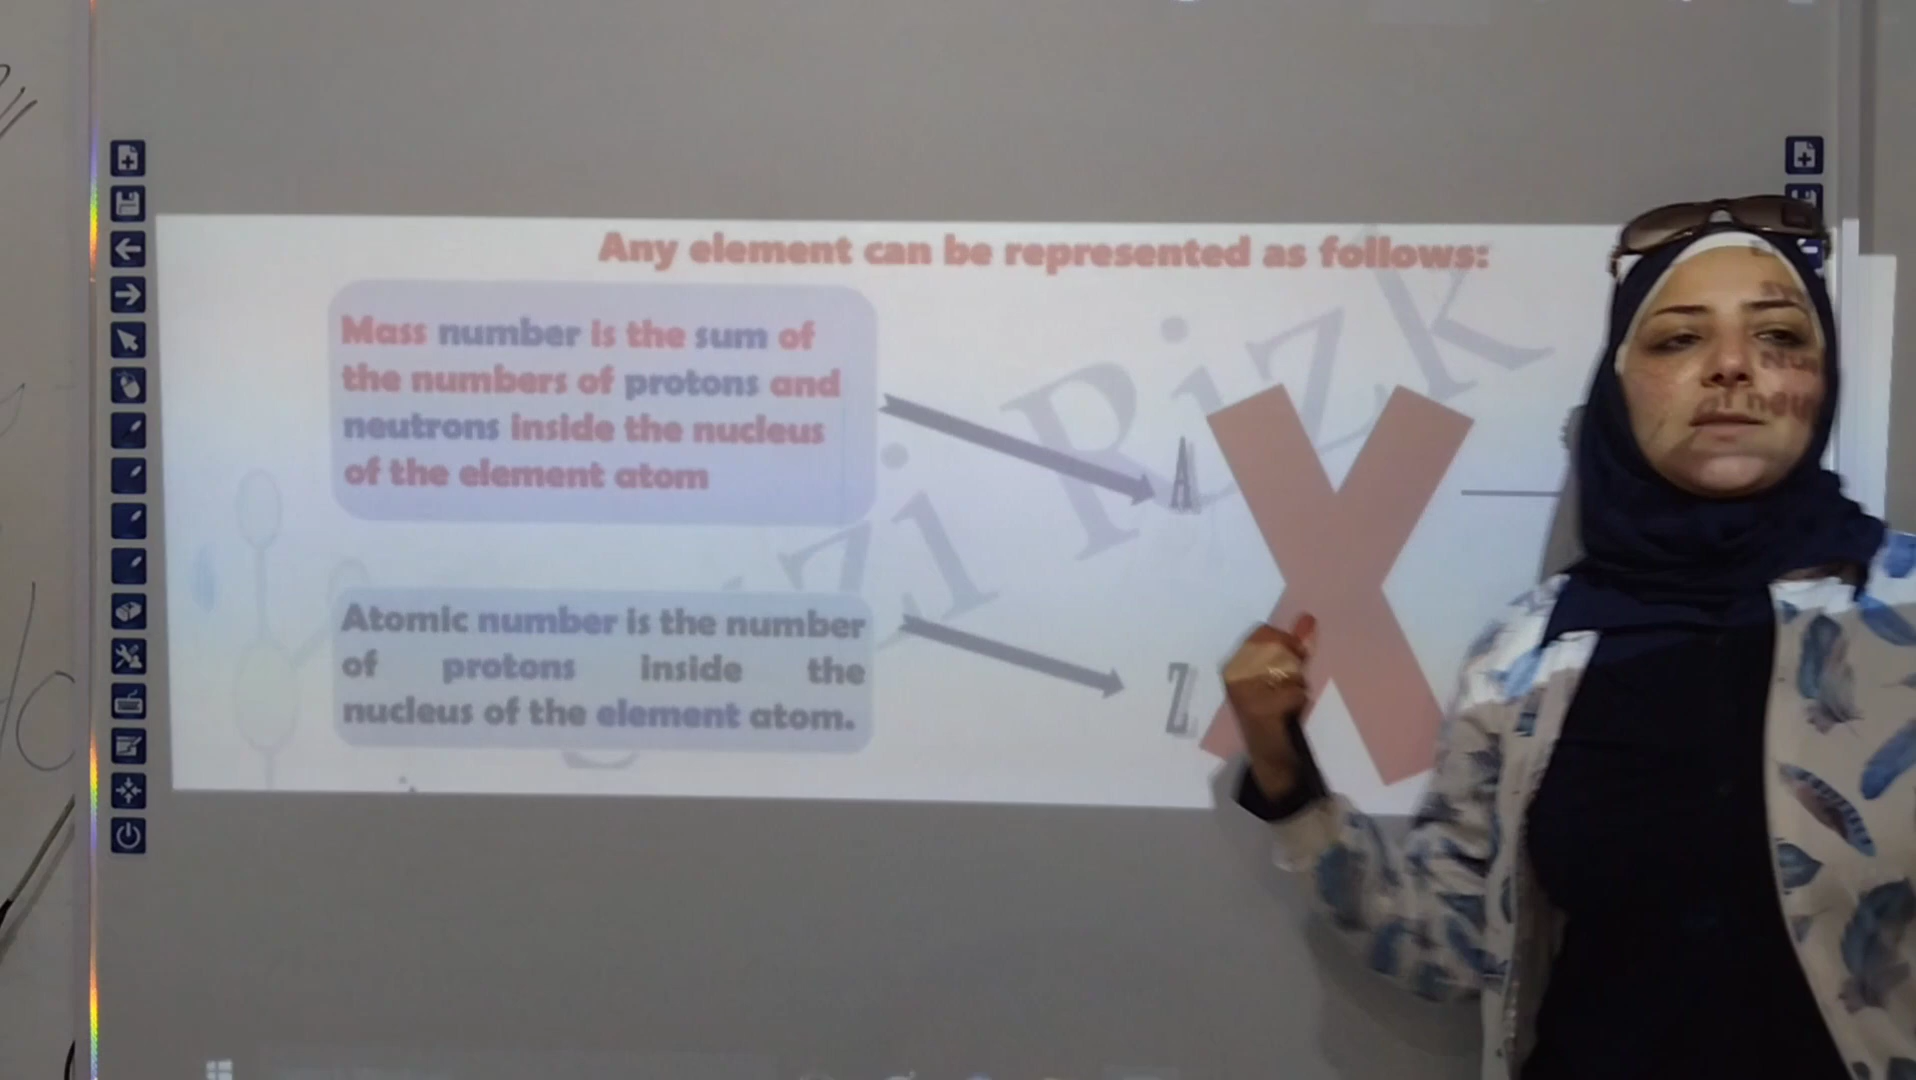 Any element can be represented as follows:
Mass number is the sum of
the numbers of protons and
neutrons inside the nucleus
of the element atom
A
X
Atomic number is the number
of protons inside the
nucleus of the element atom.
Z
zi Rizk